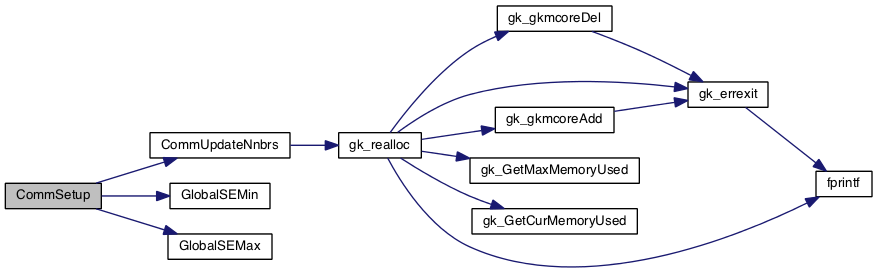 CommSetup
CommUpdateNnbrs
GlobalSEMin
GlobalSEMax
gk_realloc
gk_gkmcoreDel
gk_gkmcoreAdd
gk_GetMaxMemoryUsed
gk_GetCurMemoryUsed
gk_errexit
fprintf